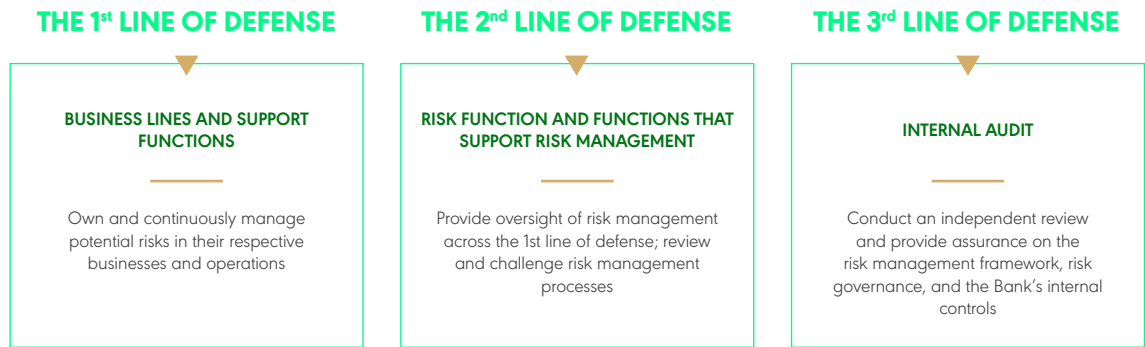 THE 1st LINE OF DEFENSE
BUSINESS LINES AND SUPPORT
FUNCTIONS
Own and continuously manage
potential risks in their respective
businesses and operations
THE 2nd LINE OF DEFENSE
RISK FUNCTION AND FUNCTIONS THAT
SUPPORT RISK MANAGEMENT
Provide oversight of risk management
across the 1st line of defense; review
and challenge risk management
processes
THE 3rd LINE OF DEFENSE
INTERNAL AUDIT
Conduct an independent review
and provide assurance on the
risk management framework, risk
governance, and the Bank’s internal
controls